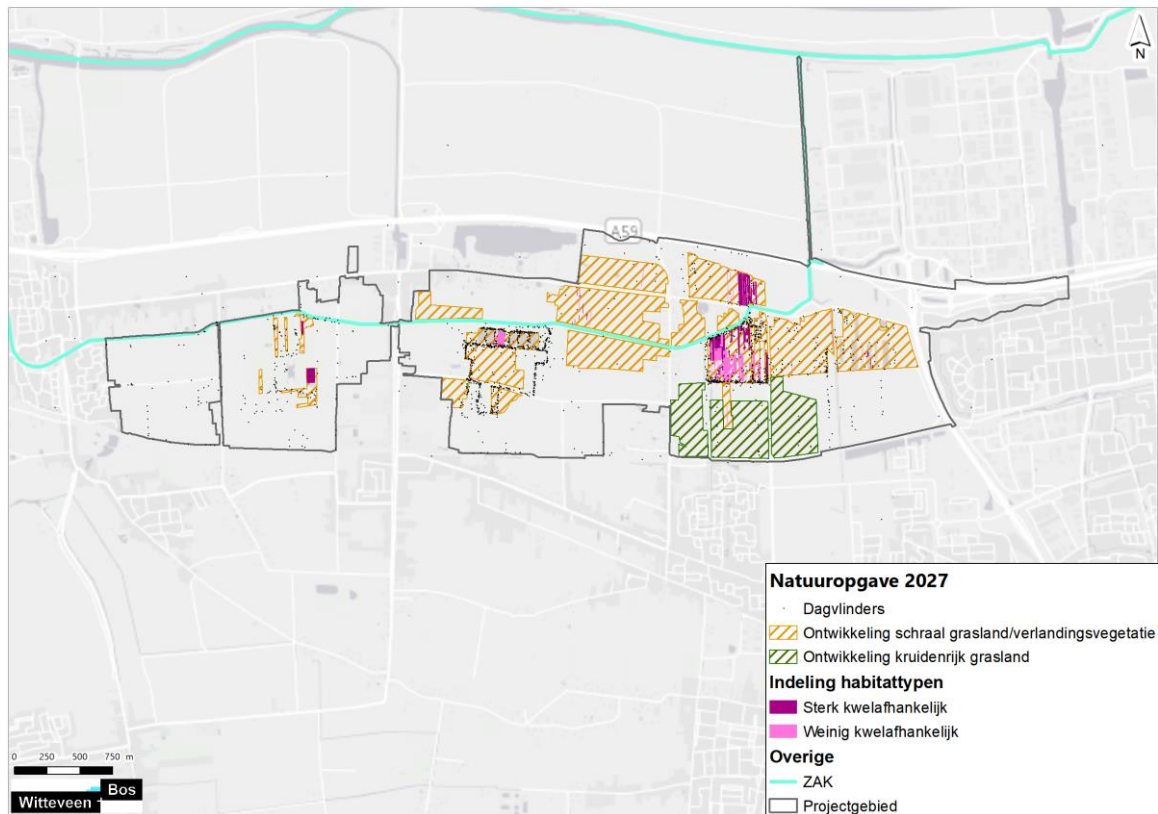 N
A59
Natuuropgave 2027
Dagvlinders
Ontwikkeling schraal grasland/verlandingsvegetatie
Ontwikkeling kruidenrijk grasland
Indeling habitattypen
Sterk kwelafhankelijk
Weinig kwelafhankelijk
Overige
ZAK
Projectgebied
0 250 500 750 m
Bos
Witteveen